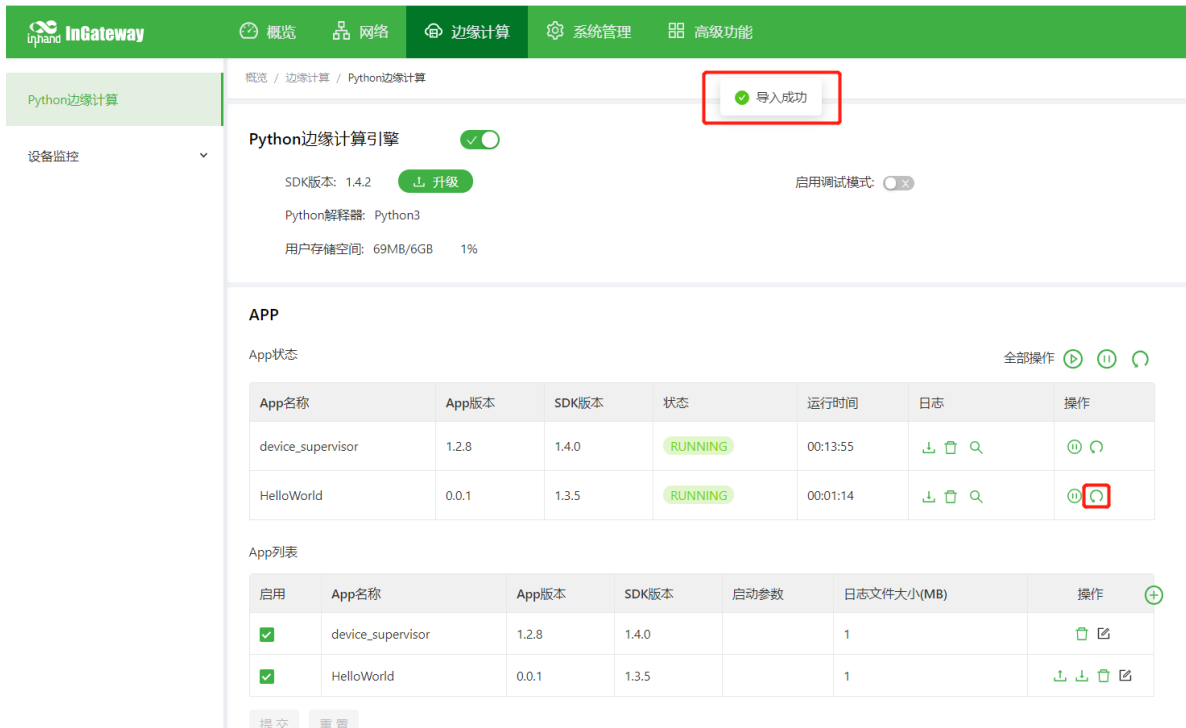 inhand InGateway 概览 网络 边缘计算 系统管理 高级功能
概览 / 边缘计算 / Python边缘计算
导入成功
Python边缘计算
设备监控
Python边缘计算引擎
SDK版本: 1.4.2 升级 启用调试模式:
Python解释器: Python3
用户存储空间: 69MB/6GB 1%
APP
App状态 全部操作
App名称 App版本 SDK版本 状态 运行时间 日志 操作
device_supervisor 1.2.8 1.4.0 RUNNING 00:13:55
HelloWorld 0.0.1 1.3.5 RUNNING 00:01:14
App列表
启用 App名称 App版本 SDK版本 启动参数 日志文件大小(MB) 操作
device_supervisor 1.2.8 1.4.0 1
HelloWorld 0.0.1 1.3.5 1
提交 重置